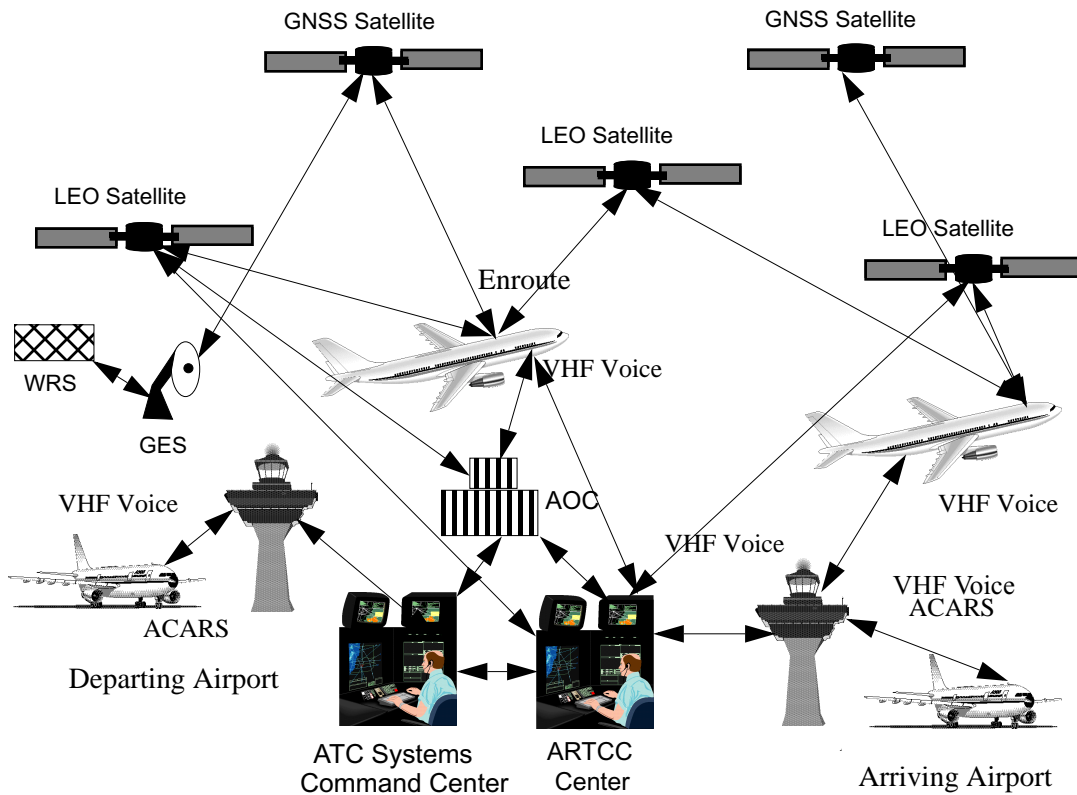 GNSS Satellite
GNSS Satellite
LEO Satellite
LEO Satellite
LEO Satellite
Enroute
VHF Voice
WRS
GES
AOC
VHF Voice
VHF Voice
VHF Voice
VHF Voice
ACARS
ACARS
Departing Airport
ATC Systems
Command Center
ARTCC
Center
Arriving Airport